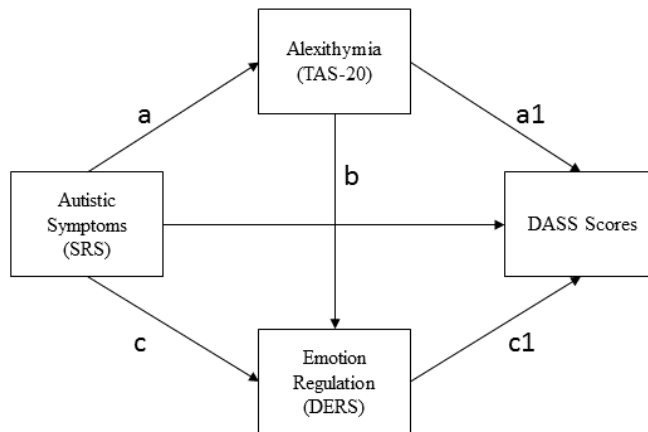 Alexithymia
(TAS-20)
a
a1
b
Autistic
Symptoms
(SRS)
DASS Scores
c
c1
Emotion
Regulation
(DERS)